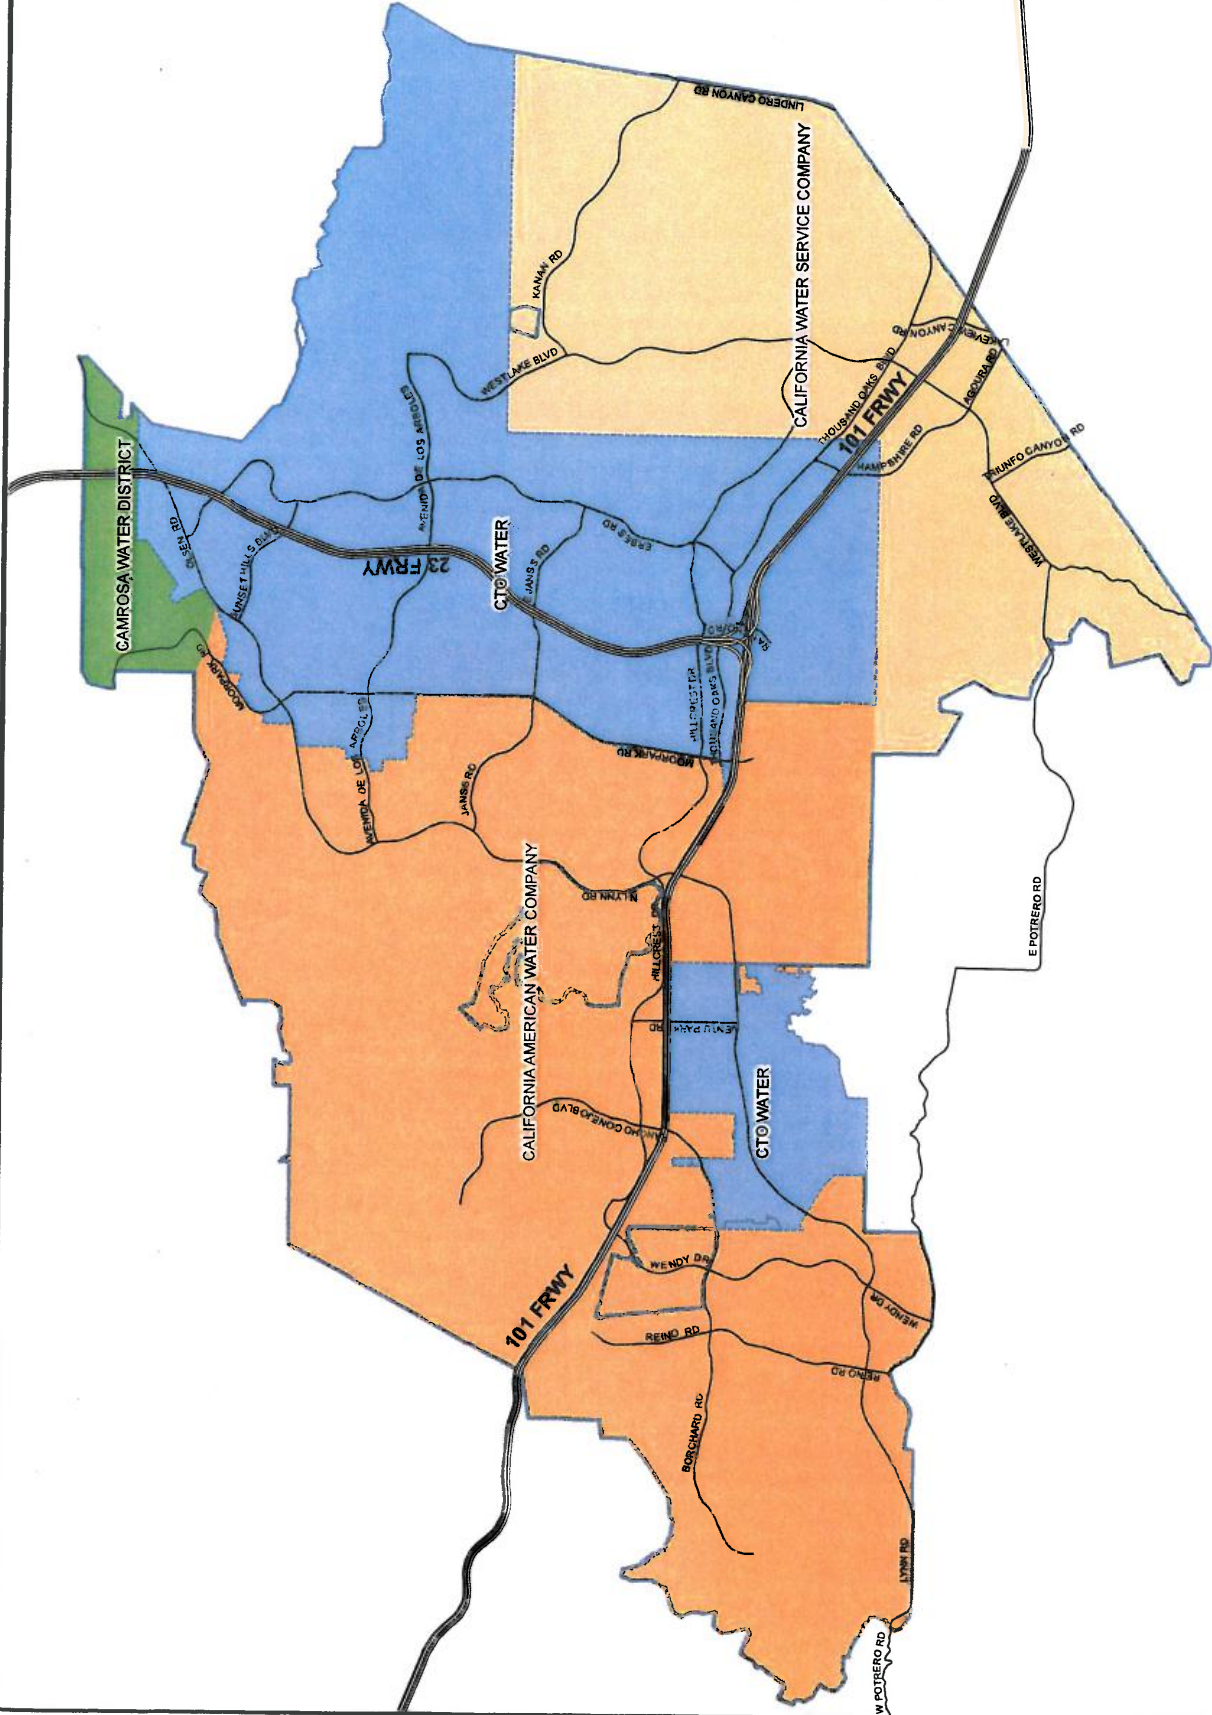 LINDERO CANYON RD
CALIFORNIA WATER SERVICE COMPANY
KANAN RD
WESTLAKE BLVD
LAKEVIEW CANYON RD
THOUSAND OAKS BLVD
101 FRWY
AGOURA RD
HAMPSHIRE RD
TRIUNFO CANYON RD
WESTLAKE BLVD
CAMROSA WATER DISTRICT
OLSEN RD
SUNSET HILLS BLVD
AVENIDA DE LOS ARBOLES
23 FRWY
CTO WATER
E JANSS RD
ERBES RD
HILLCREST DR
THOUSAND OAKS BLVD
MOORPARK RD
MOORPARK RD
AVENIDA DE LOS ARBOLES
JANSS RD
N LYNN RD
HILLCREST DR
CALIFORNIA AMERICAN WATER COMPANY
VENTU PARK RD
RANCHO CONEJO BLVD
CTO WATER
E POTRERO RD
101 FRWY
WENDY DR
WENDY DR
REINO RD
REINO RD
BORCHARD RD
LYNN RD
W POTRERO RD